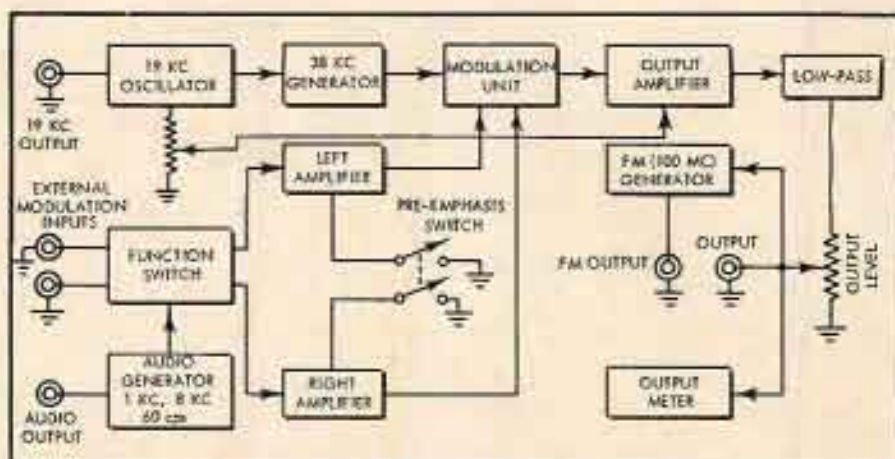 19 KC
OSCILLATOR
38 KC
GENERATOR
MODULATION
UNIT
OUTPUT
AMPLIFIER
LOW-PASS
19 KC
OUTPUT
EXTERNAL
MODULATION
INPUTS
LEFT
AMPLIFIER
PRE-EMPHASIS
SWITCH
FM (100 MC)
GENERATOR
FUNCTION
SWITCH
FM OUTPUT
OUTPUT
OUTPUT
LEVEL
AUDIO
GENERATOR
1 KC, 8 KC
60 cps
AUDIO
OUTPUT
RIGHT
AMPLIFIER
OUTPUT
METER